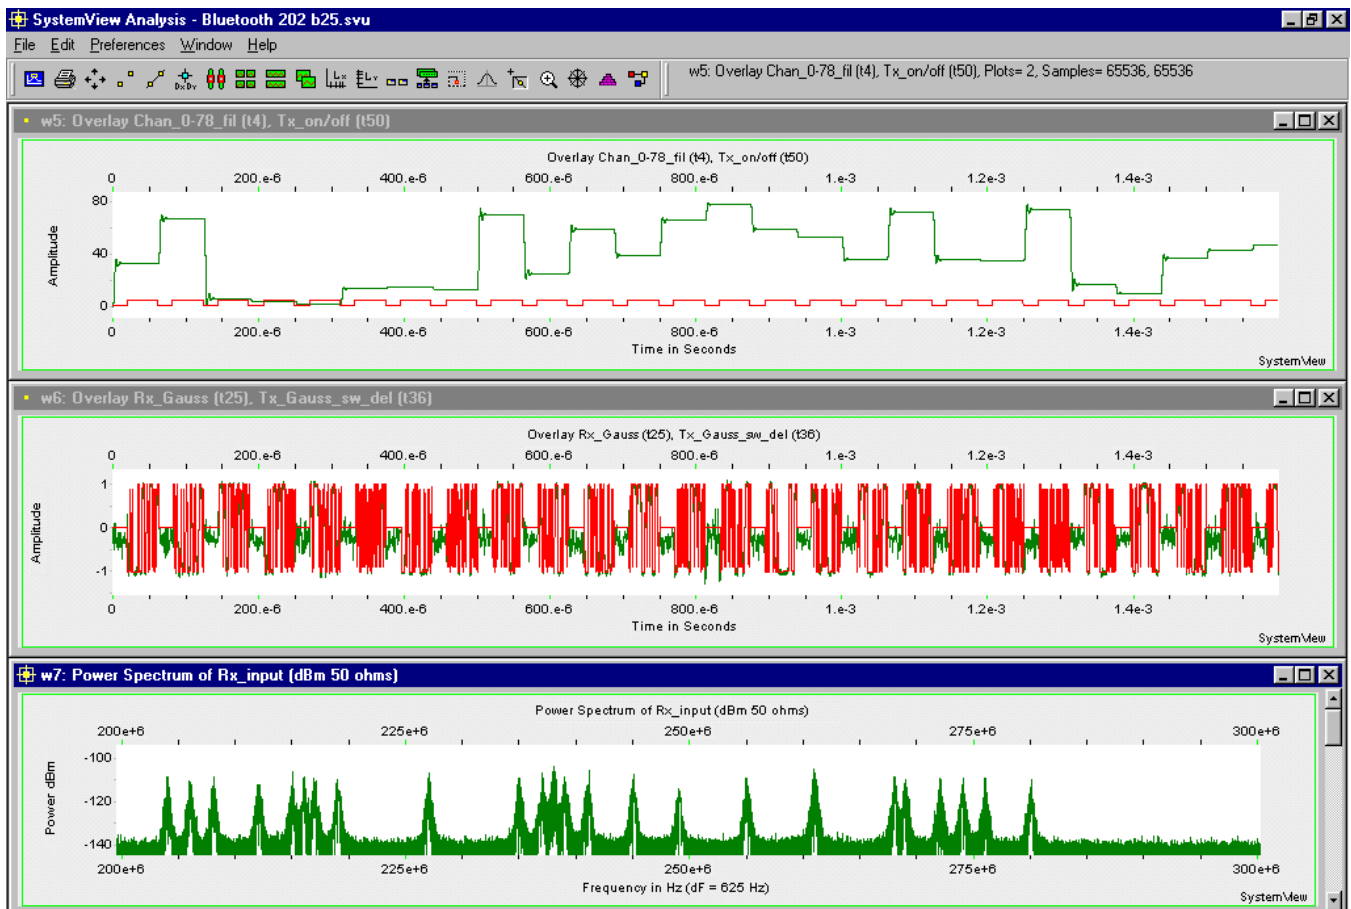 SystemView Analysis - Bluetooth 202 b25.svu
File Edit Preferences Window Help
w5: Overlay Chan_0-78_fil (t4), Tx_on/off (t50), Plots= 2, Samples= 65536, 65536
w5: Overlay Chan_0-78_fil (t4), Tx_on/off (t50)
Overlay Chan_0-78_fil (t4), Tx_on/off (t50)
0 200.e-6 400.e-6 600.e-6 800.e-6 1.e-3 1.2e-3 1.4e-3
80
40
0
Amplitude
0 200.e-6 400.e-6 600.e-6 800.e-6 1.e-3 1.2e-3 1.4e-3
Time in Seconds
SystemView
w6: Overlay Rx_Gauss (t25), Tx_Gauss_sw_del (t36)
Overlay Rx_Gauss (t25), Tx_Gauss_sw_del (t36)
0 200.e-6 400.e-6 600.e-6 800.e-6 1.e-3 1.2e-3 1.4e-3
1
0
-1
Amplitude
0 200.e-6 400.e-6 600.e-6 800.e-6 1.e-3 1.2e-3 1.4e-3
Time in Seconds
SystemView
w7: Power Spectrum of Rx_input (dBm 50 ohms)
Power Spectrum of Rx_input (dBm 50 ohms)
200e+6 225e+6 250e+6 275e+6 300e+6
-100
-120
-140
Power dBm
200e+6 225e+6 250e+6 275e+6 300e+6
Frequency in Hz (dF = 625 Hz)
SystemView